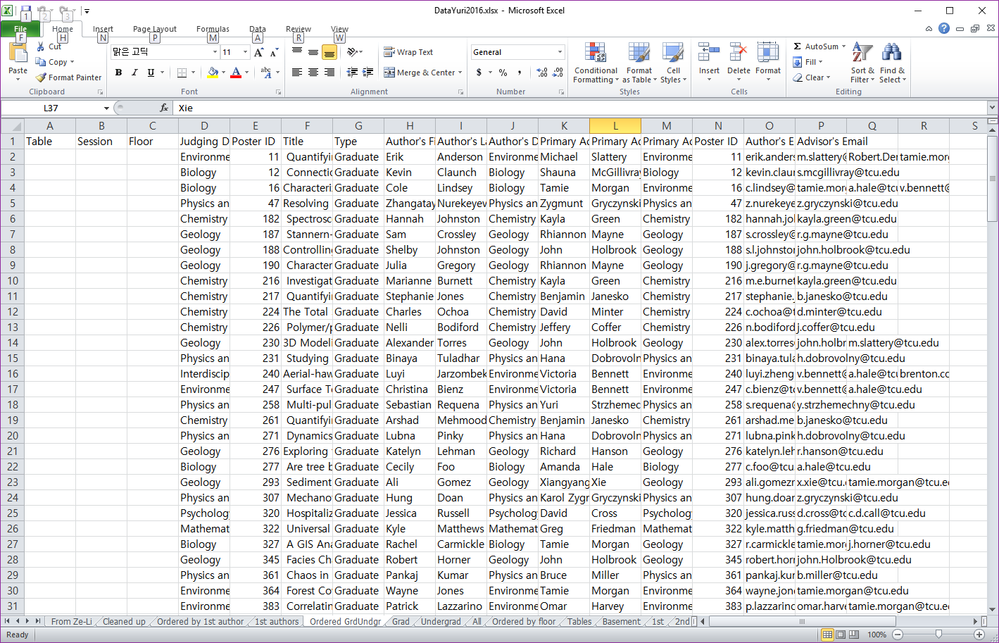 DataYuri2016.xlsx - Microsoft Excel
1 2 3
File Home Insert Page Layout Formulas Data Review View
F H N P M A R W
Cut
Copy
Format Painter
Paste
맑은 고딕 11
B I U
abc
Wrap Text
Merge & Center
General
$ % ,
Conditional Formatting
Format as Table
Cell Styles
Insert Delete Format
AutoSum
Fill
Clear
Sort & Filter
Find & Select
Clipboard Font Alignment Number Styles Cells Editing
L37 fx Xie
A B C D E F G H I J K L M N O P Q R S
1 Table Session Floor Judging D Poster ID Title Type Author's Fi Author's La Author's D Primary Ad Primary Ad Primary Ad Poster ID Author's E Advisor's Email
2 Environme 11 Quantifyin Graduate Erik Anderson Environme Michael Slattery Environme 11 erik.anders m.slattery@ Robert.Der tamie.morg
3 Biology 12 Connectic Graduate Kevin Claunch Biology Shauna McGillivray Biology 12 kevin.claun s.mcgillivray@tcu.edu
4 Biology 16 Characteri Graduate Cole Lindsey Biology Tamie Morgan Environme 16 c.lindsey@ tamie.morg a.hale@tcu v.bennett@
5 Physics an 47 Resolving Graduate Zhangatay Nurekeyev Physics an Zygmunt Gryczynski Physics an 47 z.nurekeye z.gryczynski@tcu.edu
6 Chemistry 182 Spectrosc Graduate Hannah Johnston Chemistry Kayla Green Chemistry 182 hannah.jol kayla.green@tcu.edu
7 Geology 187 Stannern- Graduate Sam Crossley Geology Rhiannon Mayne Geology 187 s.crossley@ r.g.mayne@tcu.edu
8 Geology 188 Controlling Graduate Shelby Johnston Geology John Holbrook Geology 188 s.l.johnston john.holbrook@tcu.edu
9 Geology 190 Character Graduate Julia Gregory Geology Rhiannon Mayne Geology 190 j.gregory@ r.g.mayne@tcu.edu
10 Chemistry 216 Investigat Graduate Marianne Burnett Chemistry Kayla Green Chemistry 216 m.e.burnet kayla.green@tcu.edu
11 Chemistry 217 Quantifyin Graduate Stephanie Jones Chemistry Benjamin Janesko Chemistry 217 stephanie. b.janesko@tcu.edu
12 Chemistry 224 The Total Graduate Charles Ochoa Chemistry David Minter Chemistry 224 c.ochoa@t d.minter@tcu.edu
13 Chemistry 226 Polymer/p Graduate Nelli Bodiford Chemistry Jeffery Coffer Chemistry 226 n.bodiford j.coffer@tcu.edu
14 Geology 230 3D Modeli Graduate Alexander Torres Geology John Holbrook Geology 230 alex.torres john.holbr m.slattery@tcu.edu
15 Physics an 231 Studying Graduate Binaya Tuladhar Physics an Hana Dobrovoln Physics an 231 binaya.tula h.dobrovolny@tcu.edu
16 Interdiscip 240 Aerial-haw Graduate Luyi Jarzombek Environme Victoria Bennett Environme 240 luyi.zheng v.bennett@ a.hale@tcu brenton.cc
17 Environme 247 Surface Te Graduate Christina Bienz Environme Victoria Bennett Environme 247 c.bienz@tc v.bennett@ a.hale@tcu.edu
18 Physics an 258 Multi-pul Graduate Sebastian Requena Physics an Yuri Strzhemec Physics an 258 s.requena@ y.strzhemechny@tcu.edu
19 Chemistry 261 Quantifyin Graduate Arshad Mehmood Chemistry Benjamin Janesko Chemistry 261 arshad.me b.janesko@tcu.edu
20 Physics an 271 Dynamics Graduate Lubna Pinky Physics an Hana Dobrovoln Physics an 271 lubna.pink h.dobrovolny@tcu.edu
21 Geology 276 Exploring Graduate Katelyn Lehman Geology Richard Hanson Geology 276 katelyn.leh r.hanson@tcu.edu
22 Biology 277 Are tree b Graduate Cecily Foo Biology Amanda Hale Biology 277 c.foo@tcu. a.hale@tcu.edu
23 Geology 293 Sediment Graduate Ali Gomez Geology Xiangyang Xie Geology 293 ali.gomezr x.xie@tcu. tamie.morgan@tcu.e
24 Physics an 307 Mechano Graduate Hung Doan Physics an Karol Zygr Gryczynski Physics an 307 hung.doar z.gryczynski@tcu.edu
25 Psychology 320 Hospitaliz Graduate Jessica Russell Psycholog David Cross Psychology 320 jessica.russ d.cross@tc c.d.call@tcu.edu
26 Mathemat 322 Universal Graduate Kyle Matthews Mathemat Greg Friedman Mathemat 322 kyle.matth g.friedman@tcu.edu
27 Biology 327 A GIS Ana Graduate Rachel Carmickle Biology Tamie Morgan Geology 327 r.carmickle tamie.morg j.horner@tcu.edu
28 Geology 345 Facies Ch Graduate Robert Horner Geology John Holbrook Geology 345 robert.horr john.Holbrook@tcu.edu
29 Physics an 361 Chaos in Graduate Pankaj Kumar Physics an Bruce Miller Physics an 361 pankaj.kur b.miller@tcu.edu
30 Environme 364 Forest Co Graduate Wayne Jones Environme Tamie Morgan Environme 364 wayne.jone tamie.morgan@tcu.edu
31 Environme 383 Correlatin Graduate Patrick Lazzarino Environme Omar Harvey Environme 383 p.lazzarinc omar.harve tamie.morgan@tcu.edu
From Ze-Li Cleaned up Ordered by 1st author 1st authors Ordered GrdUndgr Grad Undergrad All Ordered by floor Tables Basement 1st 2nd
Ready 100%